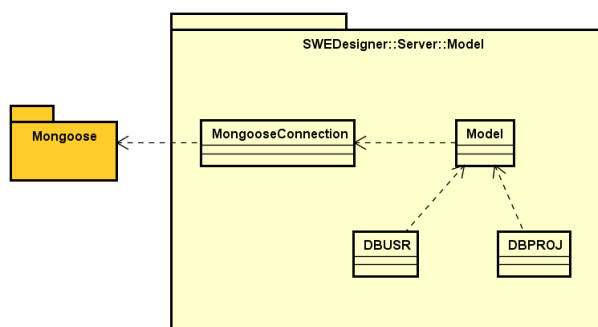 SWEDesigner::Server::Model
Mongoose
MongooseConnection
Model
DBUSR
DBPROJ